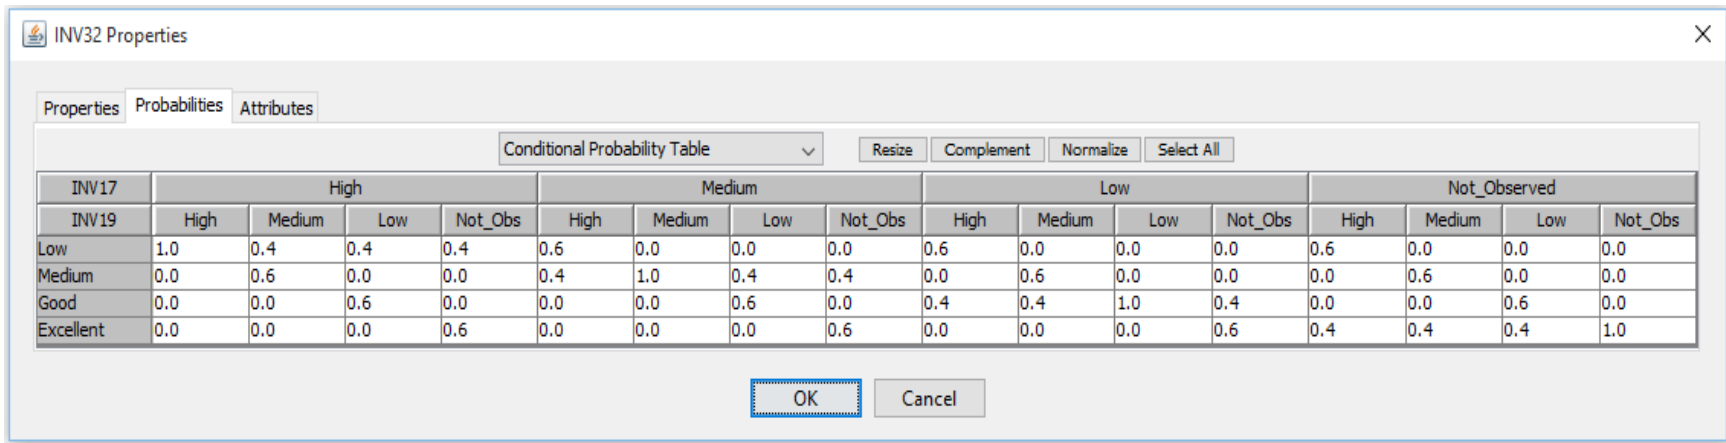 INV32 Properties
Properties Probabilities Attributes
Conditional Probability Table Resize Complement Normalize Select All
INV17 High Medium Low Not_Observed
INV19 High Medium Low Not_Obs High Medium Low Not_Obs High Medium Low Not_Obs High Medium Low Not_Obs
Low 1.0 0.4 0.4 0.4 0.6 0.0 0.0 0.0 0.6 0.0 0.0 0.0 0.6 0.0 0.0 0.0
Medium 0.0 0.6 0.0 0.0 0.4 1.0 0.4 0.4 0.0 0.6 0.0 0.0 0.0 0.6 0.0 0.0
Good 0.0 0.0 0.6 0.0 0.0 0.0 0.6 0.0 0.4 0.4 1.0 0.4 0.0 0.0 0.6 0.0
Excellent 0.0 0.0 0.0 0.6 0.0 0.0 0.0 0.6 0.0 0.0 0.0 0.6 0.4 0.4 0.4 1.0
OK Cancel